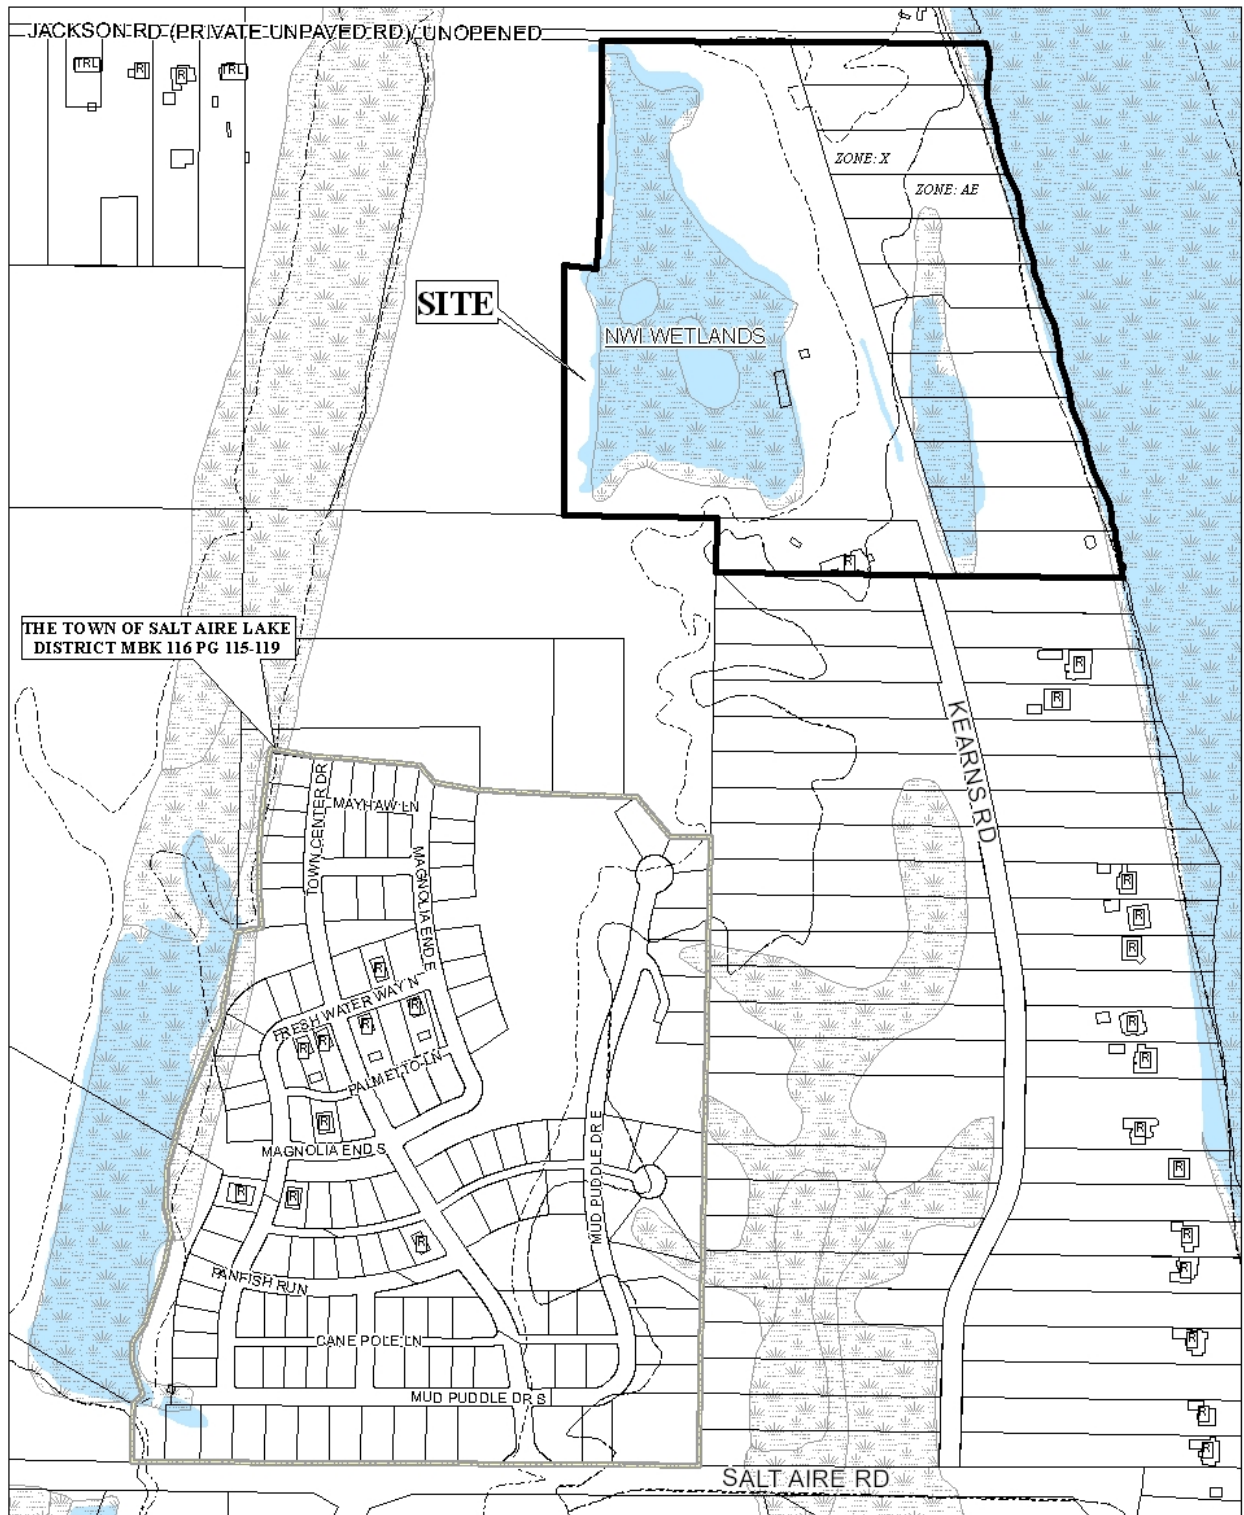 JACKSON RD (PRIVATE UNPAVED RD)/ UNOPENED
TRL
R
R
TRL
ZONE: X
ZONE: AE
SITE
NWI WETLANDS
R
THE TOWN OF SALT AIRE LAKE
DISTRICT MBK 116 PG 115-119
R
R
KEARNS RD
TOWN CENTER DR
MAYHAW LN
MAGNOLIA END E
R
R
R
R
R
FRESH WATER WAY N
R
R
R
R
R
PALMETTO LN
R
R
R
MAGNOLIA END S
MUD PUDDLE DR E
R
R
R
R
R
R
PANFISH RUN
CANE POLE LN
R
MUD PUDDLE DR S
R
R
SALT AIRE RD